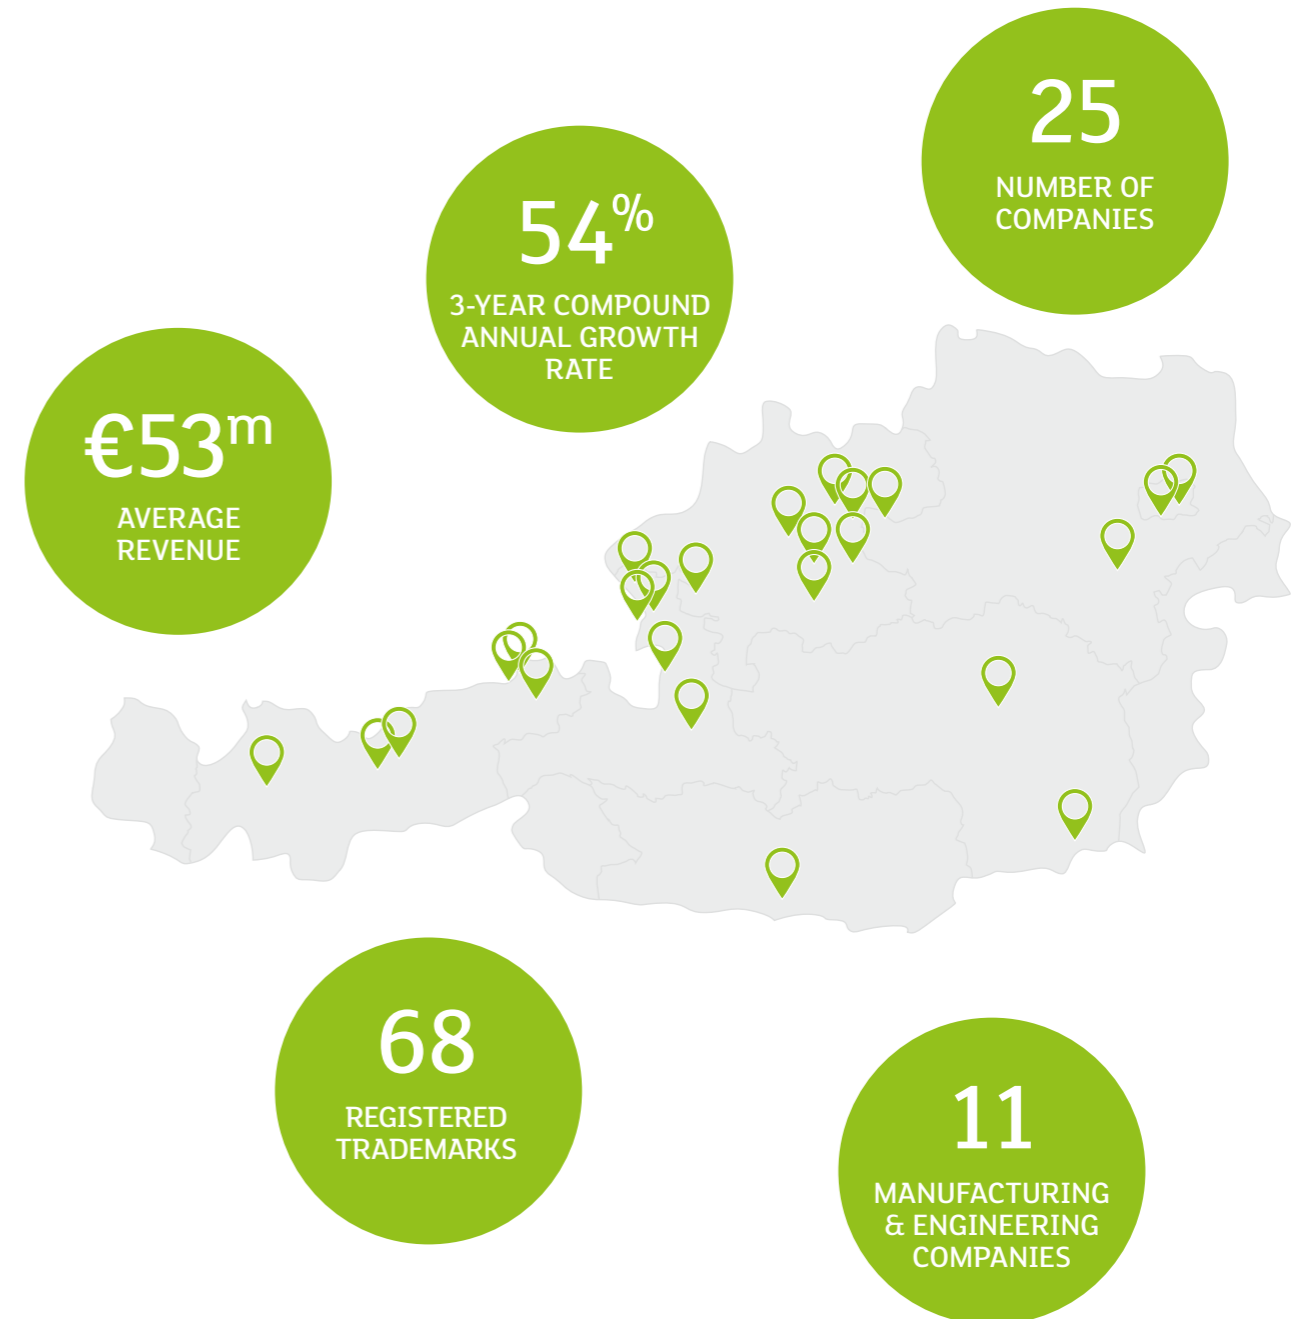 25
NUMBER OF
COMPANIES
54%
3-YEAR COMPOUND
ANNUAL GROWTH
RATE
€53m
AVERAGE
REVENUE
68
REGISTERED
TRADEMARKS
11
MANUFACTURING
& ENGINEERING
COMPANIES